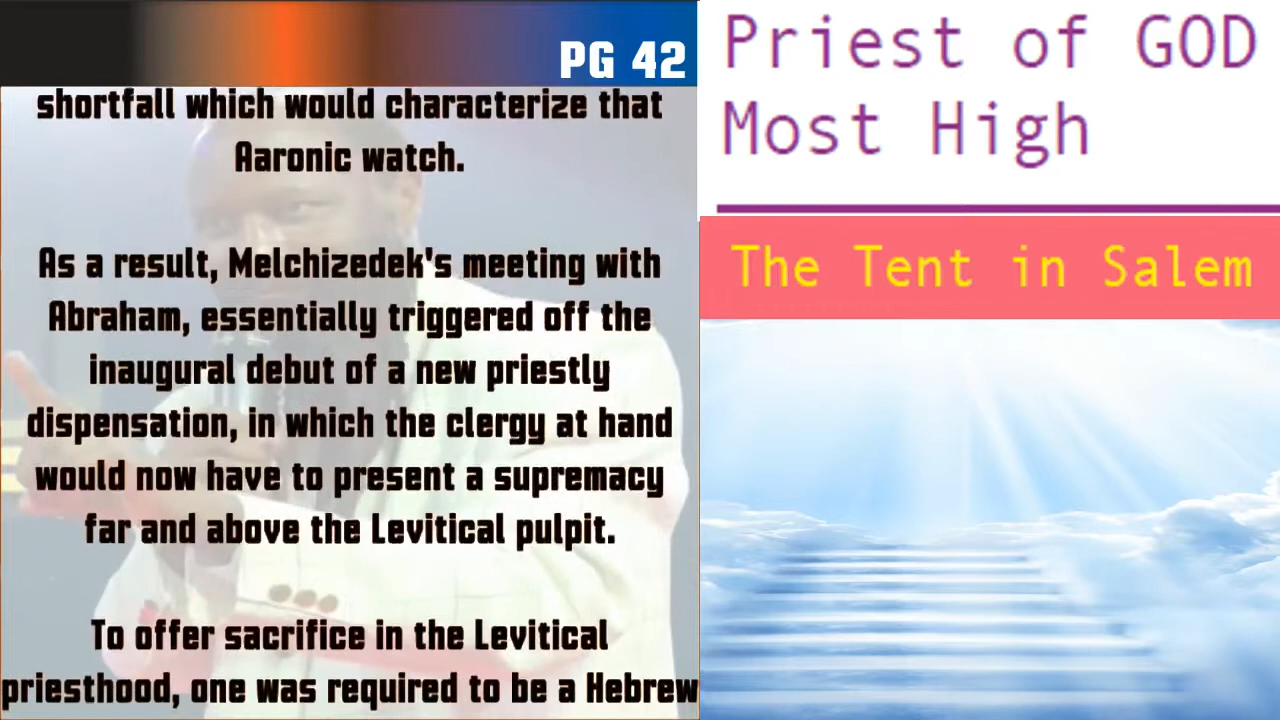 PG 42
shortfall which would characterize that
Aaronic watch.
As a result, Melchizedek's meeting with
Abraham, essentially triggered off the
inaugural debut of a new priestly
dispensation, in which the clergy at hand
would now have to present a supremacy
far and above the Levitical pulpit.
To offer sacrifice in the Levitical
priesthood, one was required to be a Hebrew
Priest of GOD
Most High
The Tent in Salem